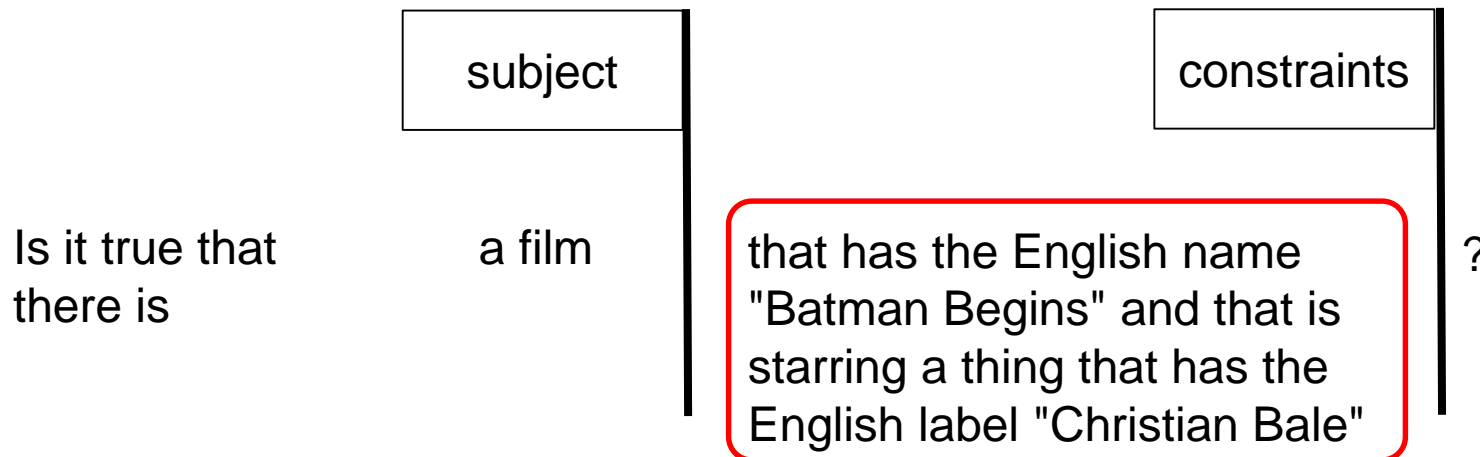 subject
constraints
Is it true that
there is
a film
that has the English name
"Batman Begins" and that is
starring a thing that has the
English label "Christian Bale"
?